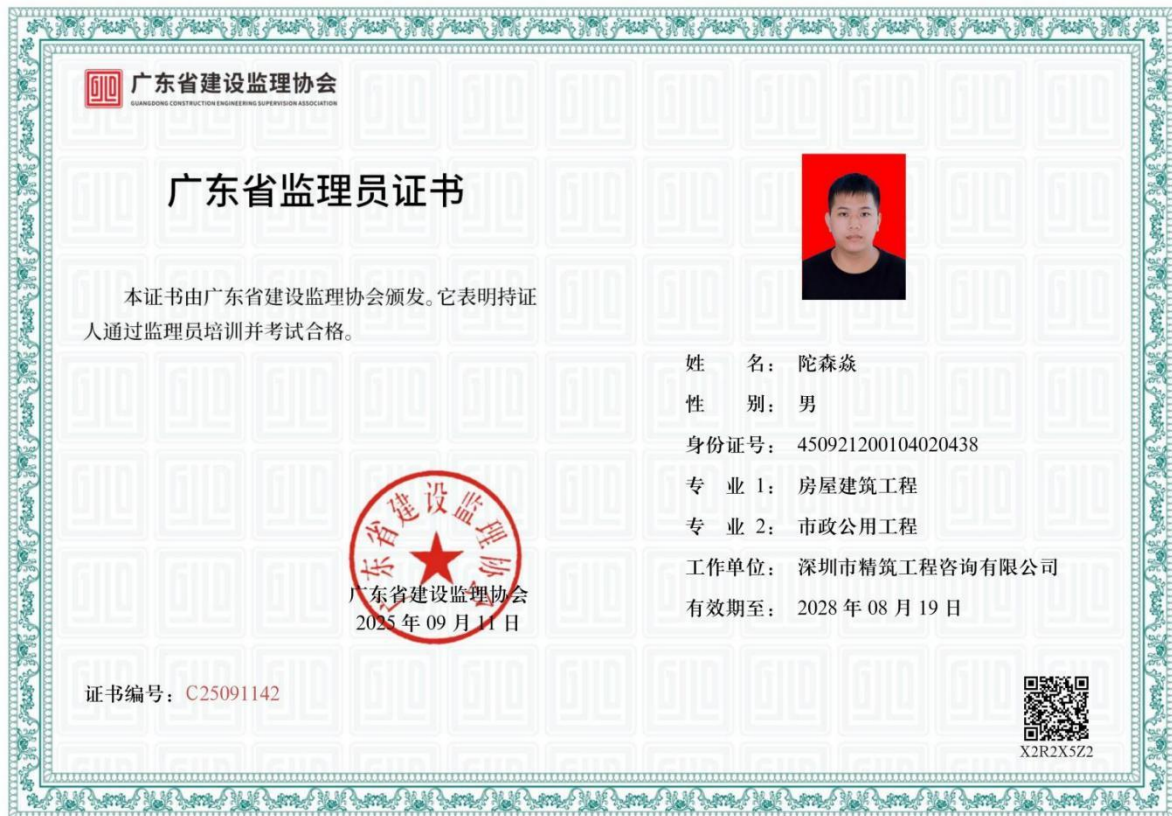 广东省建设监理协会
GUANGDONG CONSTRUCTION ENGINEERING SUPERVISION ASSOCIATION
广东省监理员证书
本证书由广东省建设监理协会颁发。它表明持证
人通过监理员培训并考试合格。
广东省建设监理协会
广东省建设监理协会
2025 年 09 月 11 日
证书编号：C25091142
姓 名： 陀森焱
性 别： 男
身份证号： 450921200104020438
专 业 1： 房屋建筑工程
专 业 2： 市政公用工程
工作单位： 深圳市精筑工程咨询有限公司
有效期至： 2028 年 08 月 19 日
X2R2X5Z2